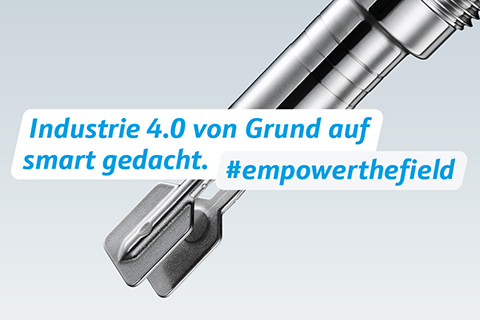 Industrie 4.0 von Grund auf
smart gedacht.
#empowerthefield